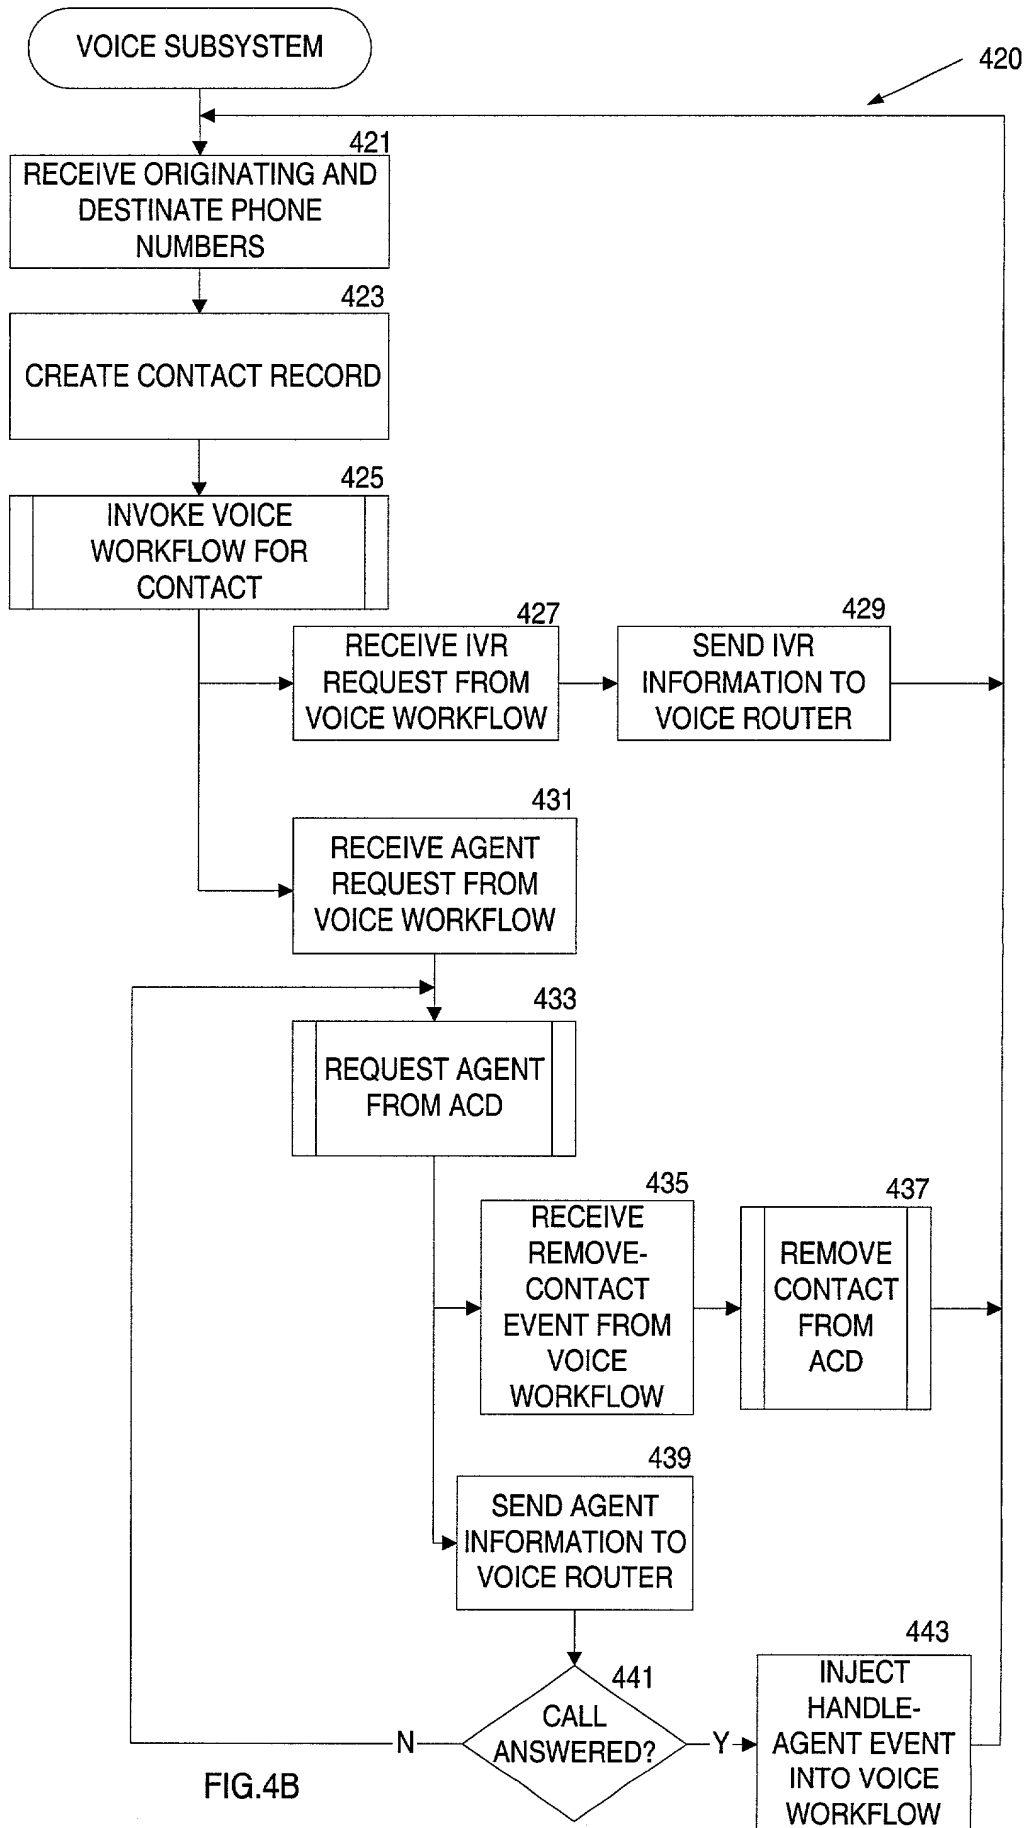 VOICE SUBSYSTEM
420
421
RECEIVE ORIGINATING AND
DESTINATE PHONE
NUMBERS
423
CREATE CONTACT RECORD
425
INVOKE VOICE
WORKFLOW FOR
CONTACT
427
RECEIVE IVR
REQUEST FROM
VOICE WORKFLOW
429
SEND IVR
INFORMATION TO
VOICE ROUTER
431
RECEIVE AGENT
REQUEST FROM
VOICE WORKFLOW
433
REQUEST AGENT
FROM ACD
435
RECEIVE
REMOVE-
CONTACT
EVENT FROM
VOICE
WORKFLOW
437
REMOVE
CONTACT
FROM
ACD
439
SEND AGENT
INFORMATION TO
VOICE ROUTER
441
CALL
ANSWERED?
N
Y
443
INJECT
HANDLE-
AGENT EVENT
INTO VOICE
WORKFLOW
FIG.4B